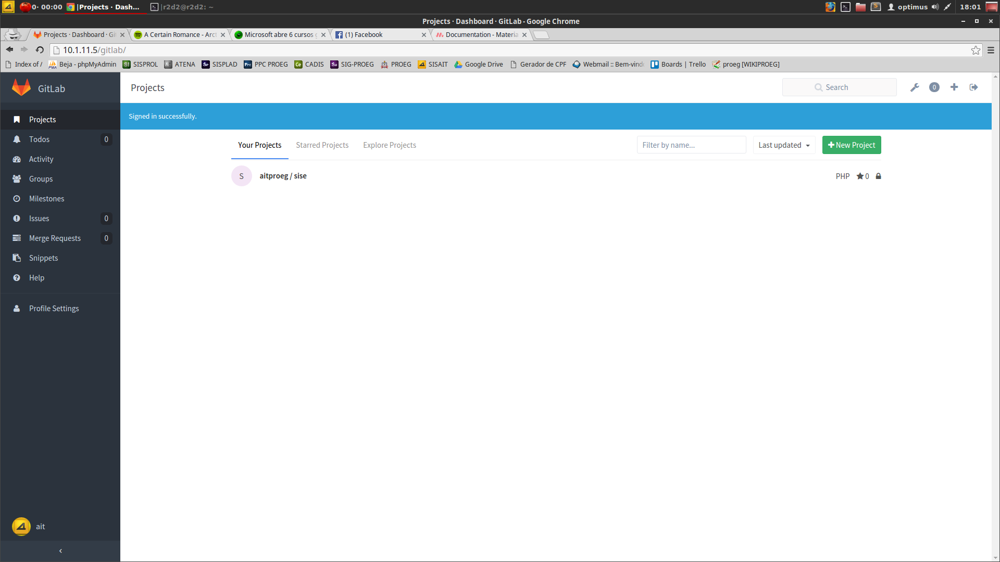 0· 00:00 |Projects · Dash... |r2d2@r2d2: ~ optimus 18:01
Projects · Dashboard · GitLab - Google Chrome
Projects · Dashboard · Git A Certain Romance - Arc Microsoft abre 6 cursos (1) Facebook Documentation - Materia
10.1.11.5/gitlab/
Index of / Beja - phpMyAdmin SISPROL ATENA SISPLAD PPC PROEG CADIS SIG-PROEG PROEG SISAIT Google Drive Gerador de CPF Webmail :: Bem-vind Boards | Trello proeg [WIKIPROEG]
GitLab
Projects
Search
0
Signed in successfully.
Projects
Todos 0
Activity
Groups
Milestones
Issues 0
Merge Requests 0
Snippets
Help
Profile Settings
ait
Your Projects Starred Projects Explore Projects Filter by name... Last updated New Project
S aitproeg / sise PHP 0